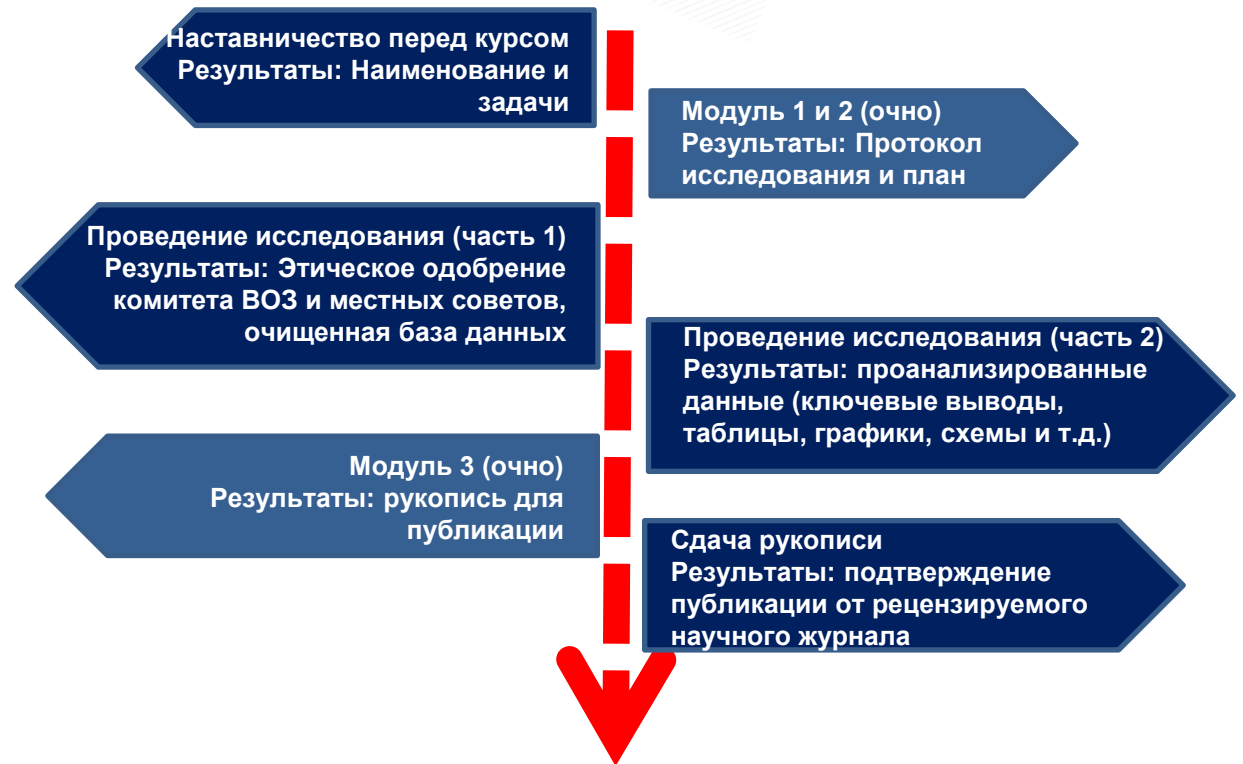 Наставничество перед курсом
Результаты: Наименование и
задачи
Модуль 1 и 2 (очно)
Результаты: Протокол
исследования и план
Проведение исследования (часть 1)
Результаты: Этическое одобрение
комитета ВОЗ и местных советов,
очищенная база данных
Проведение исследования (часть 2)
Результаты: проанализированные
данные (ключевые выводы,
таблицы, графики, схемы и т.д.)
Модуль 3 (очно)
Результаты: рукопись для
публикации
Сдача рукописи
Результаты: подтверждение
публикации от рецензируемого
научного журнала